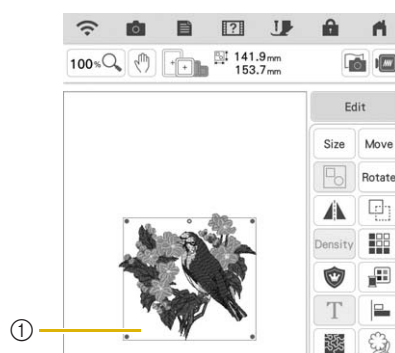 100% 141.9mm
153.7mm
Edit
Size Move
Rotate
Density
T
①